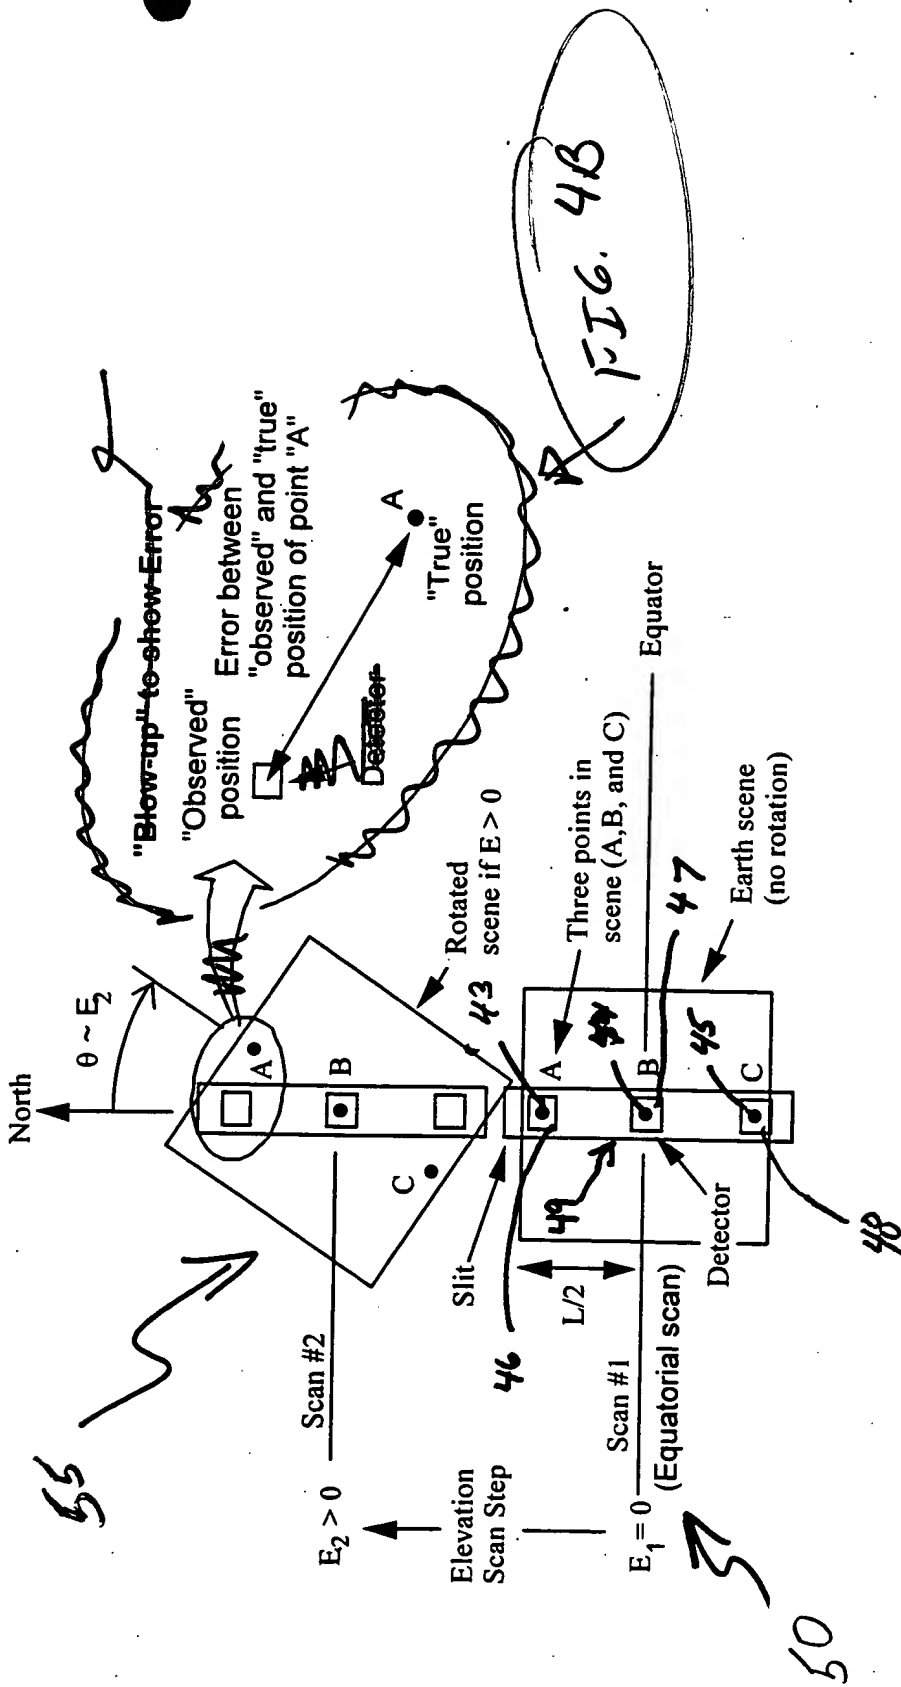 North
θ ~ E2
"Blow-up" to show Error
"Observed"
position
Error between
"observed" and "true"
position of point "A"
A
"True"
position
Detector
FIG. 4B
55
E2 > 0
Scan #2
A
B
C
Rotated
scene if E > 0
Elevation
Scan Step
Slit
43
Three points in
scene (A,B, and C)
46
L/2
49
A
B
47
Equator
E1 = 0
Scan #1
(Equatorial scan)
Detector
45
C
48
Earth scene
(no rotation)
50